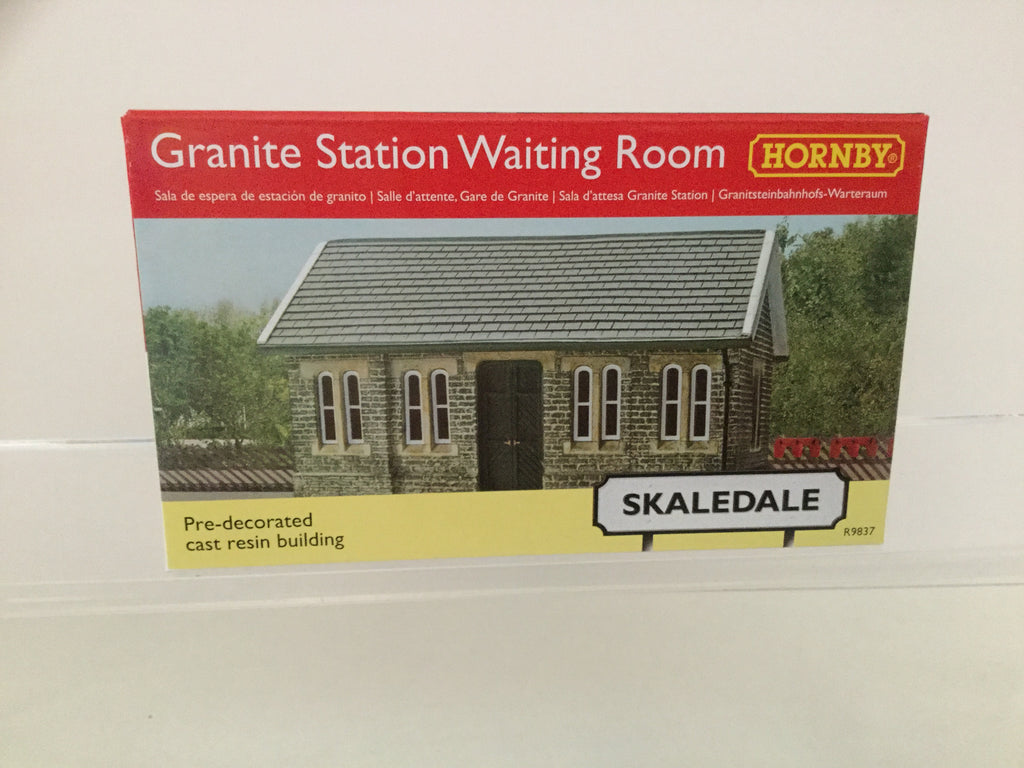 Granite Station Waiting Room
HORNBY®
Sala de espera de estación de granito | Salle d'attente, Gare de Granite | Sala d'attesa Granite Station | Granitsteinbahnhofs-Warteraum
SKALEDALE
Pre-decorated
cast resin building
R9837